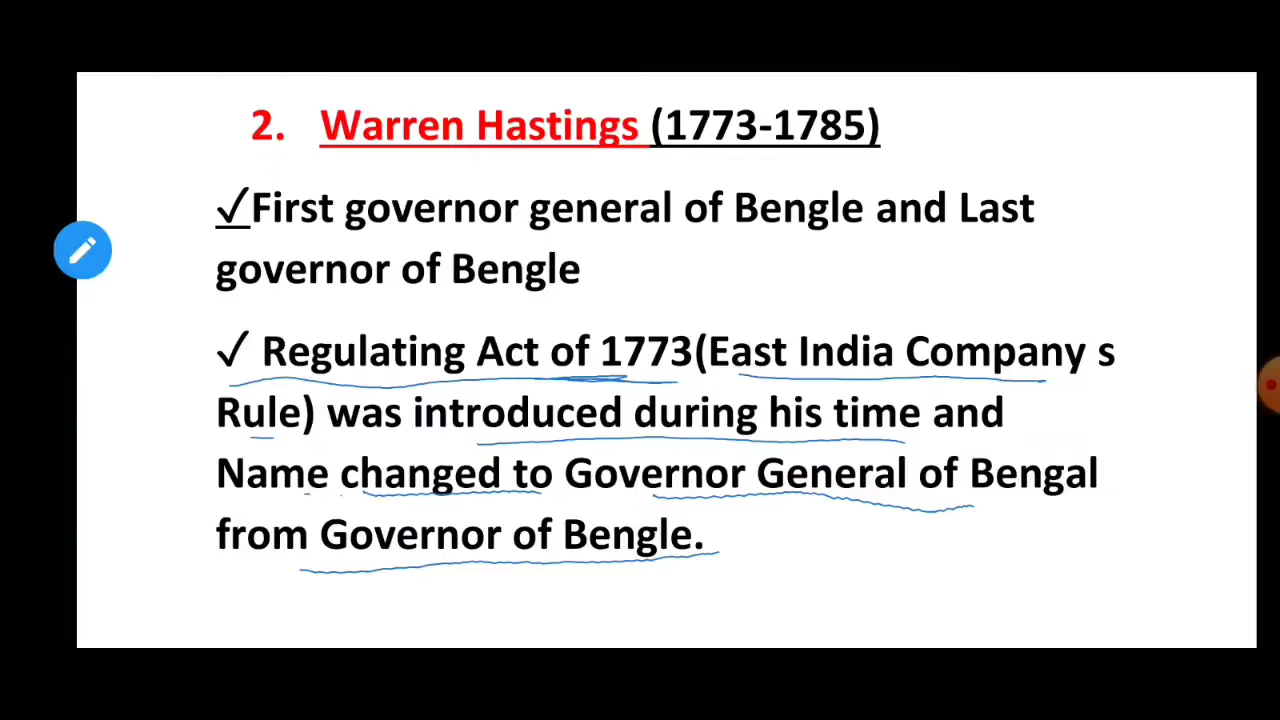 2. Warren Hastings (1773-1785)
✓First governor general of Bengle and Last
governor of Bengle
✓ Regulating Act of 1773(East India Company s
Rule) was introduced during his time and
Name changed to Governor General of Bengal
from Governor of Bengle.